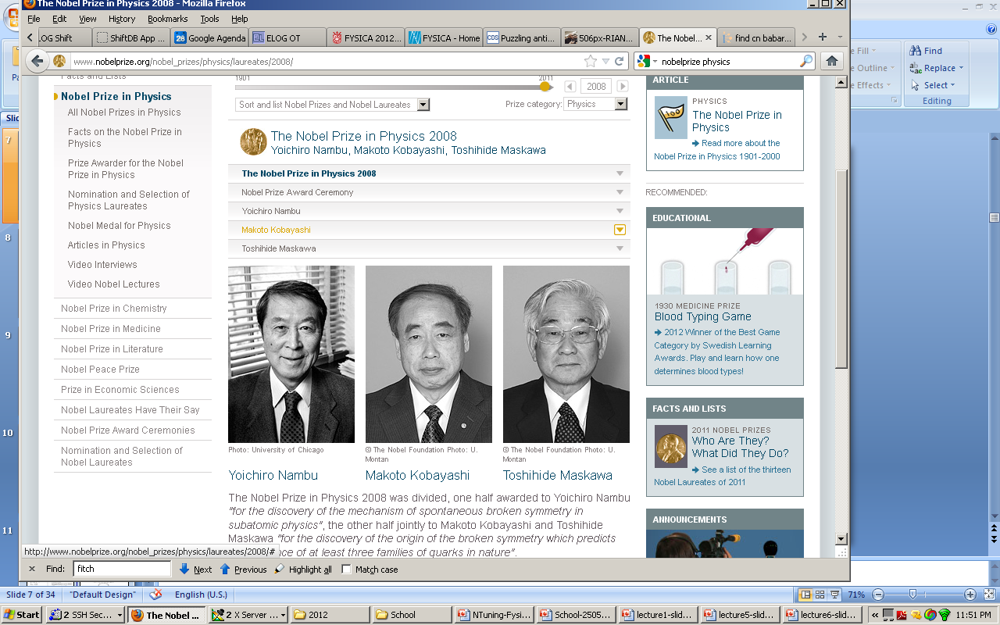 The Nobel Prize in Physics 2008 - Mozilla Firefox
File Edit View History Bookmarks Tools Help
LOG Shift
ShiftDB App ...
28 Google Agenda
ELOG OT
FYSICA 2012...
FYSICA - Home
CDS Puzzling anti...
506px-RIAN...
The Nobel...
find cn babar...
www.nobelprize.org/nobel_prizes/physics/laureates/2008/
nobelprize physics
Facts and Lists
Nobel Prize in Physics
All Nobel Prizes in Physics
Facts on the Nobel Prize in
Physics
Prize Awarder for the Nobel
Prize in Physics
Nomination and Selection of
Physics Laureates
Nobel Medal for Physics
Articles in Physics
Video Interviews
Video Nobel Lectures
Nobel Prize in Chemistry
Nobel Prize in Medicine
Nobel Prize in Literature
Nobel Peace Prize
Prize in Economic Sciences
Nobel Laureates Have Their Say
Nobel Prize Award Ceremonies
Nomination and Selection of
Nobel Laureates
1901 2011
2008
Sort and list Nobel Prizes and Nobel Laureates
Prize category: Physics
The Nobel Prize in Physics 2008
Yoichiro Nambu, Makoto Kobayashi, Toshihide Maskawa
The Nobel Prize in Physics 2008
Nobel Prize Award Ceremony
Yoichiro Nambu
Makoto Kobayashi
Toshihide Maskawa
Photo: University of Chicago
© The Nobel Foundation Photo: U.
Montan
© The Nobel Foundation Photo: U.
Montan
Yoichiro Nambu
Makoto Kobayashi
Toshihide Maskawa
The Nobel Prize in Physics 2008 was divided, one half awarded to Yoichiro Nambu
"for the discovery of the mechanism of spontaneous broken symmetry in
subatomic physics", the other half jointly to Makoto Kobayashi and Toshihide
Maskawa "for the discovery of the origin of the broken symmetry which predicts
ce of at least three families of quarks in nature".
ARTICLE
PHYSICS
The Nobel Prize in
Physics
Read more about the
Nobel Prize in Physics 1901-2000
RECOMMENDED:
EDUCATIONAL
1930 MEDICINE PRIZE
Blood Typing Game
2012 Winner of the Best Game
Category by Swedish Learning
Awards. Play and learn how one
determines blood types!
FACTS AND LISTS
2011 NOBEL PRIZES
Who Are They?
What Did They Do?
See a list of the thirteen
Nobel Laureates of 2011
ANNOUNCEMENTS
http://www.nobelprize.org/nobel_prizes/physics/laureates/2008/#
Find: fitch Next Previous Highlight all Match case
Pa
Slid
7
8
9
10
11
e Fill
e Outline
e Effects
Find
Replace
Select
Editing
Slide 7 of 34
"Default Design"
English (U.S.)
71%
Start
2 SSH Sec...
The Nobel ...
2 X Server ...
2012
School
NTuning-Fysi...
School-2505...
lecture1-slid...
lecture5-slid...
lecture6-slid...
11:51 PM